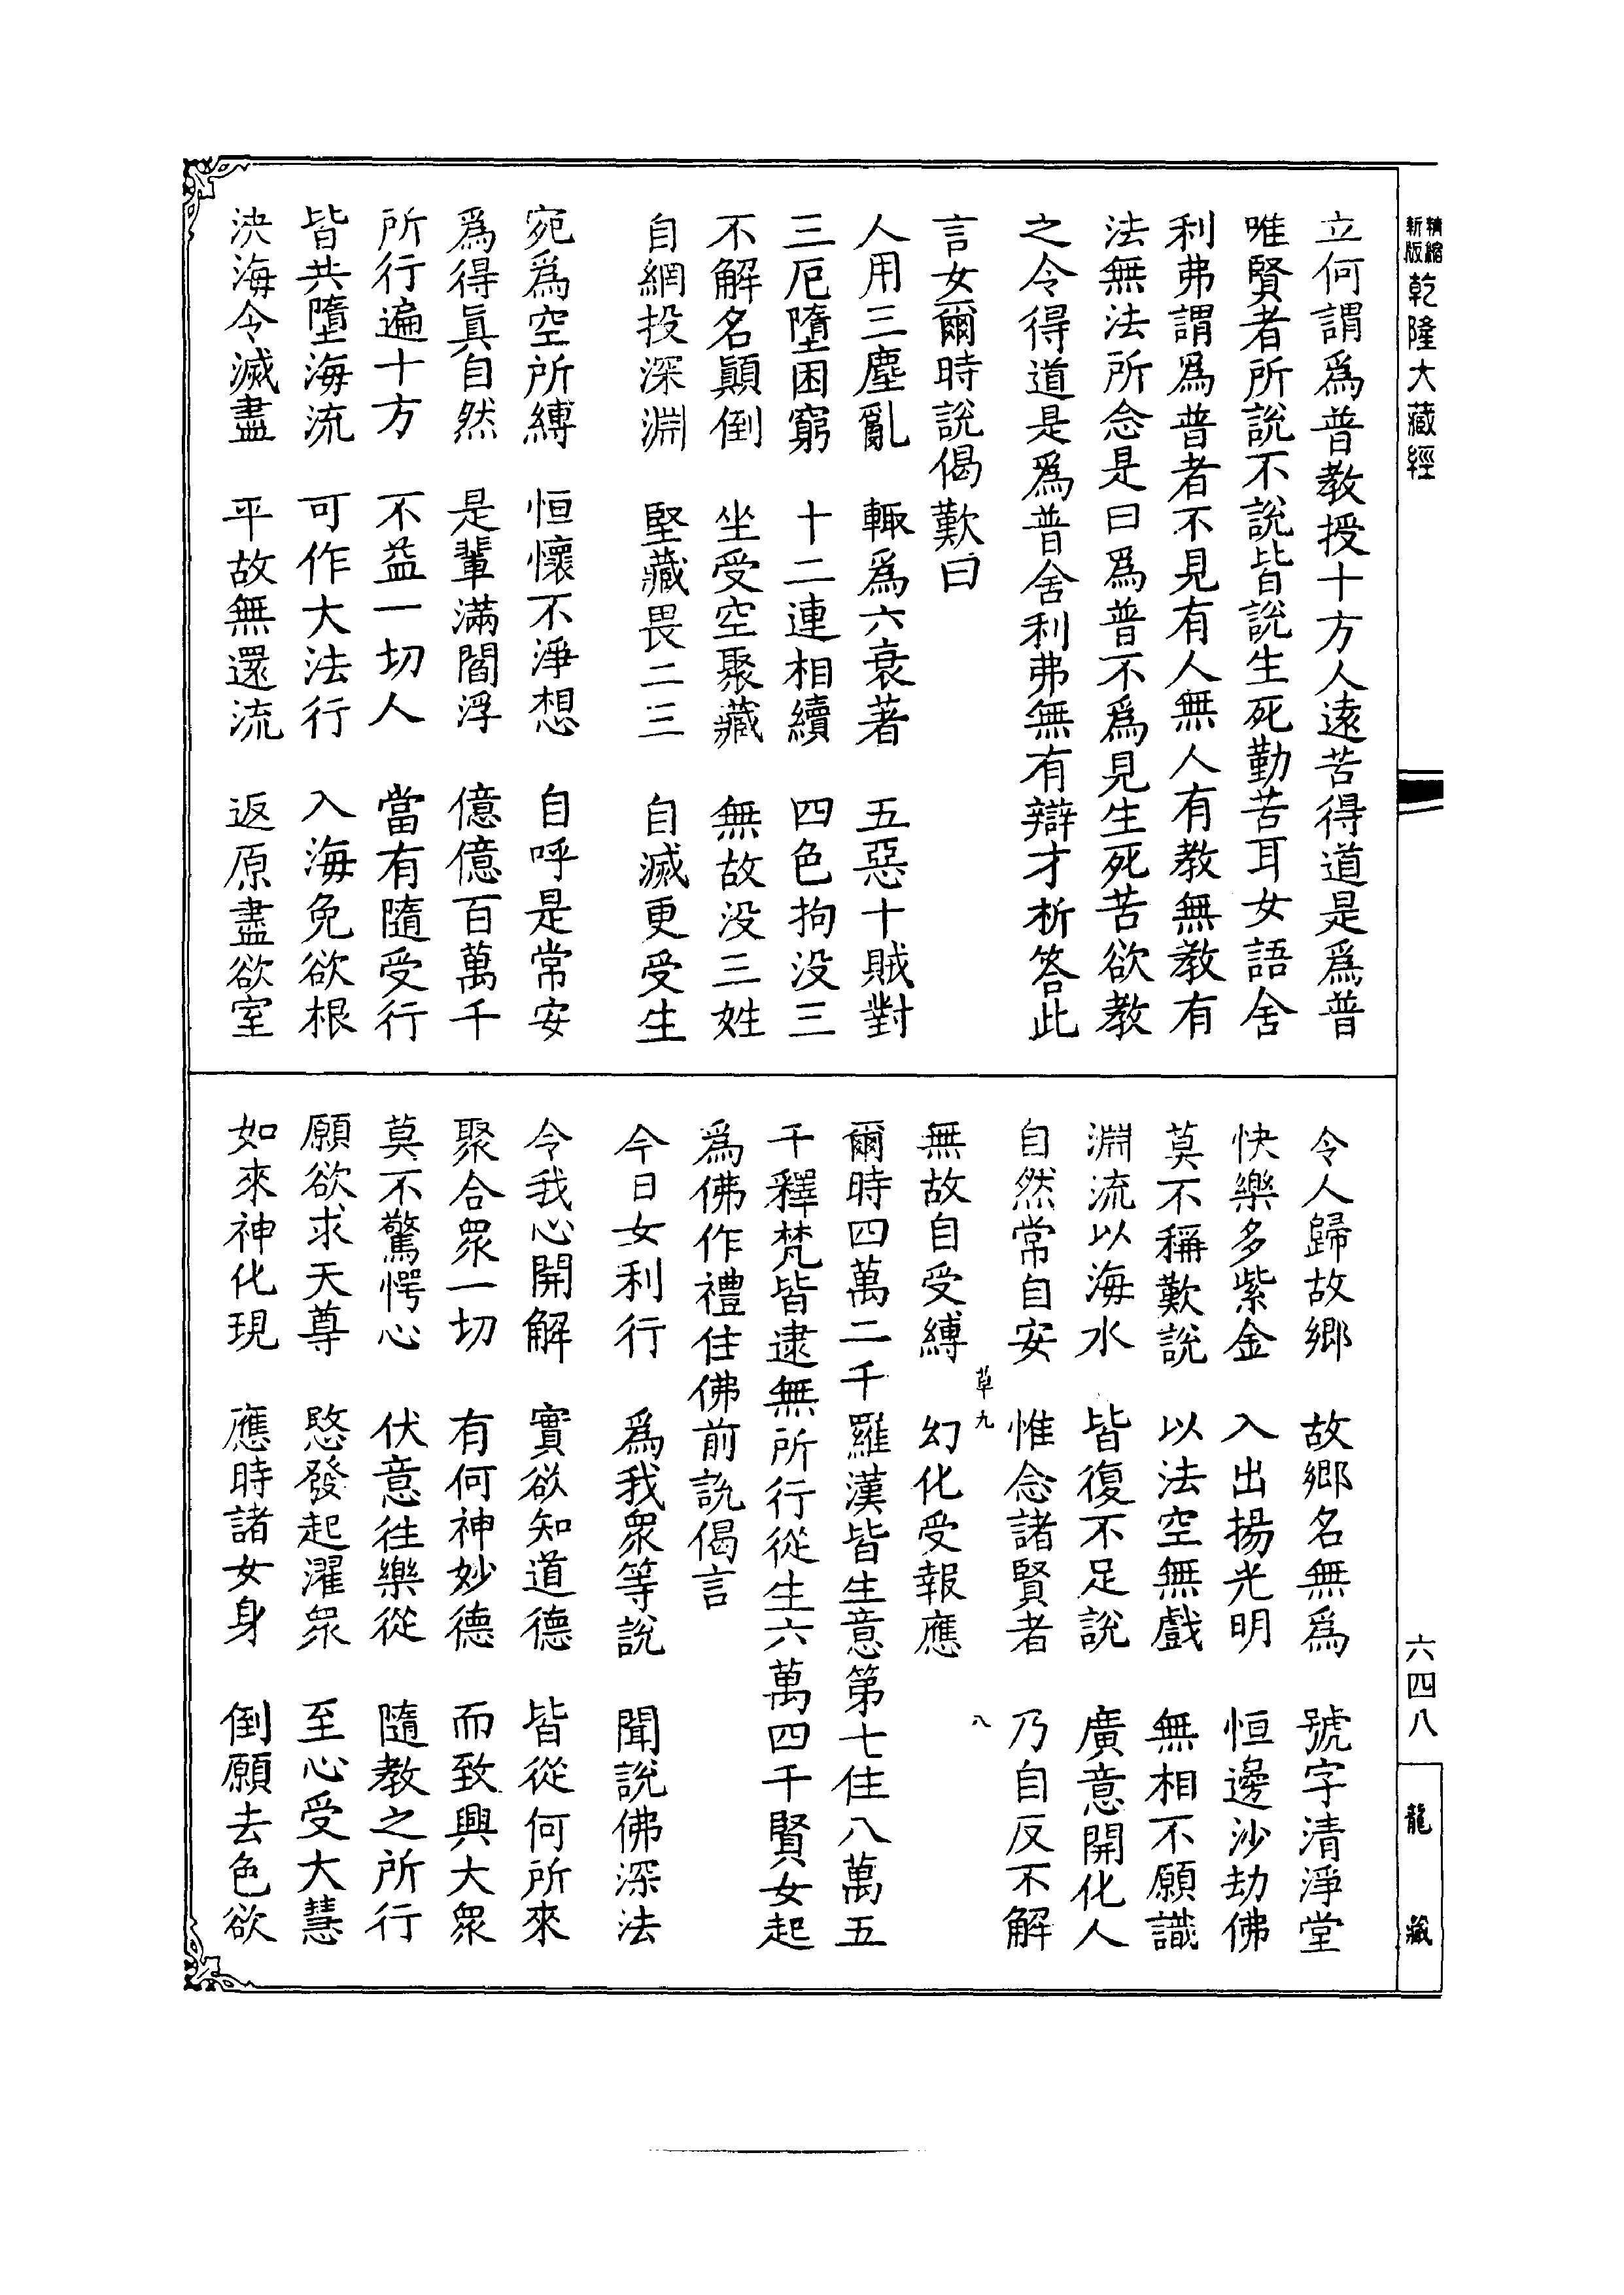 精縮新版乾隆大藏經
立何謂爲普教授十方人遠苦得道是爲普
唯賢者所説不説皆説生死勤苦耳女語舍
利弗謂爲普者不見有人無人有教無教有
法無法所念是曰爲普不爲見生死苦欲教
之令得道是爲普舍利弗無有辯才析答此
言女爾時説偈歎曰
人用三塵亂　輙爲六衰著　五惡十賊對
三厄墮困窮　十二連相續　四色拘没三
不解名顚倒　坐受空聚藏　無故没三姓
自網投深淵　堅藏畏二三　自滅更受生
宛爲空所縛　恒懷不淨想　自呼是常安
爲得眞自然　是輩滿閻浮　億億百萬千
所行遍十方　不益一切人　當有隨受行
皆共墮海流　可作大法行　入海免欲根
决海令滅盡　平故無還流　返原盡欲室
令人歸故郷　故郷名無爲　號字清淨堂
快樂多紫金　入出揚光明　恒邊沙劫佛
莫不稱歎説　以法空無戲　無相不願識
淵流以海水　皆復不足説　廣意開化人
自然常自安　惟念諸賢者　乃自反不解
草九　八
無故自受縛　幻化受報應
爾時四萬二千羅漢皆生意第七住八萬五
千釋梵皆逮無所行從生六萬四千賢女起
爲佛作禮住佛前説偈言
今日女利行　爲我衆等説　聞説佛深法
令我心開解　實欲知道德　皆從何所來
聚合衆一切　有何神妙德　而致興大衆
莫不驚愕心　伏意往樂從　隨教之所行
願欲求天尊　愍發起濯衆　至心受大慧
如來神化現　應時諸女身　倒願去色欲
六四八
龍藏